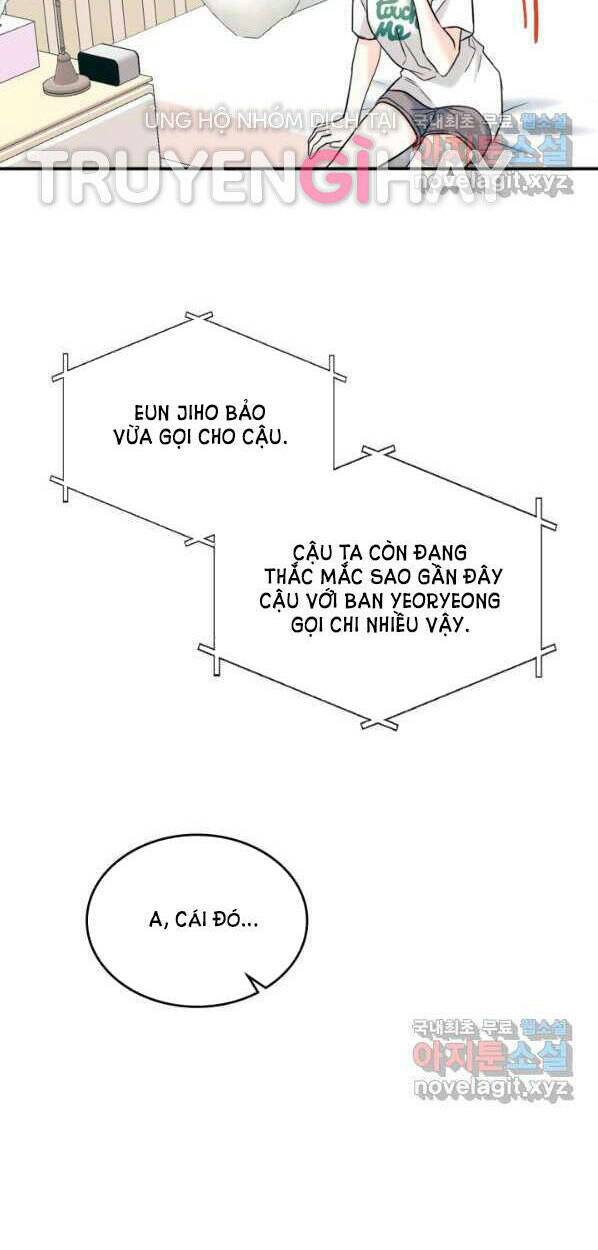 touch
Me
ỦNG HỘ NHÓM DỊCH TẠI
TRUYENGIHAY
국내최초 무료 웹소설
아지툰소설
novelagit.xyz
EUN JIHO BẢO
VỪA GỌI CHO CẬU.
CẬU TA CÒN ĐANG
THẮC MẮC SAO GẦN ĐÂY
CẬU VỚI BAN YEORYEONG
GỌI CHI NHIỀU VẬY.
A, CÁI ĐÓ...
국내최초 무료 웹소설
아지툰소설
novelagit.xyz